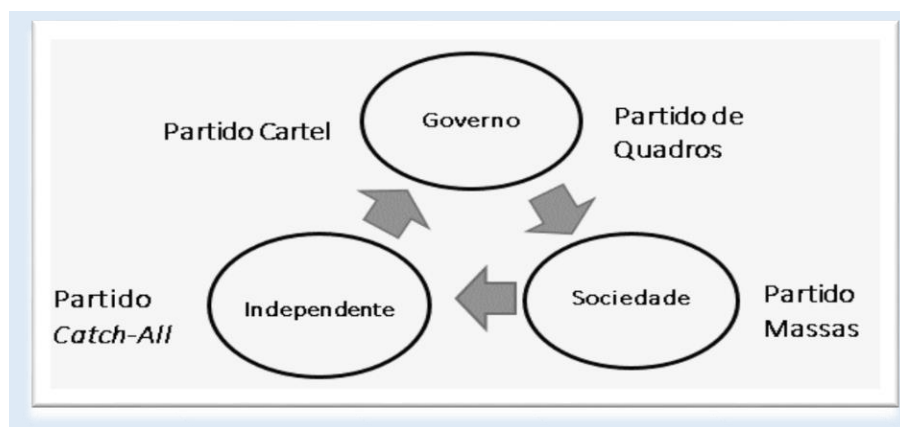 Governo
Partido Cartel
Partido de
Quadros
Independente
Sociedade
Partido
Catch-All
Partido
Massas